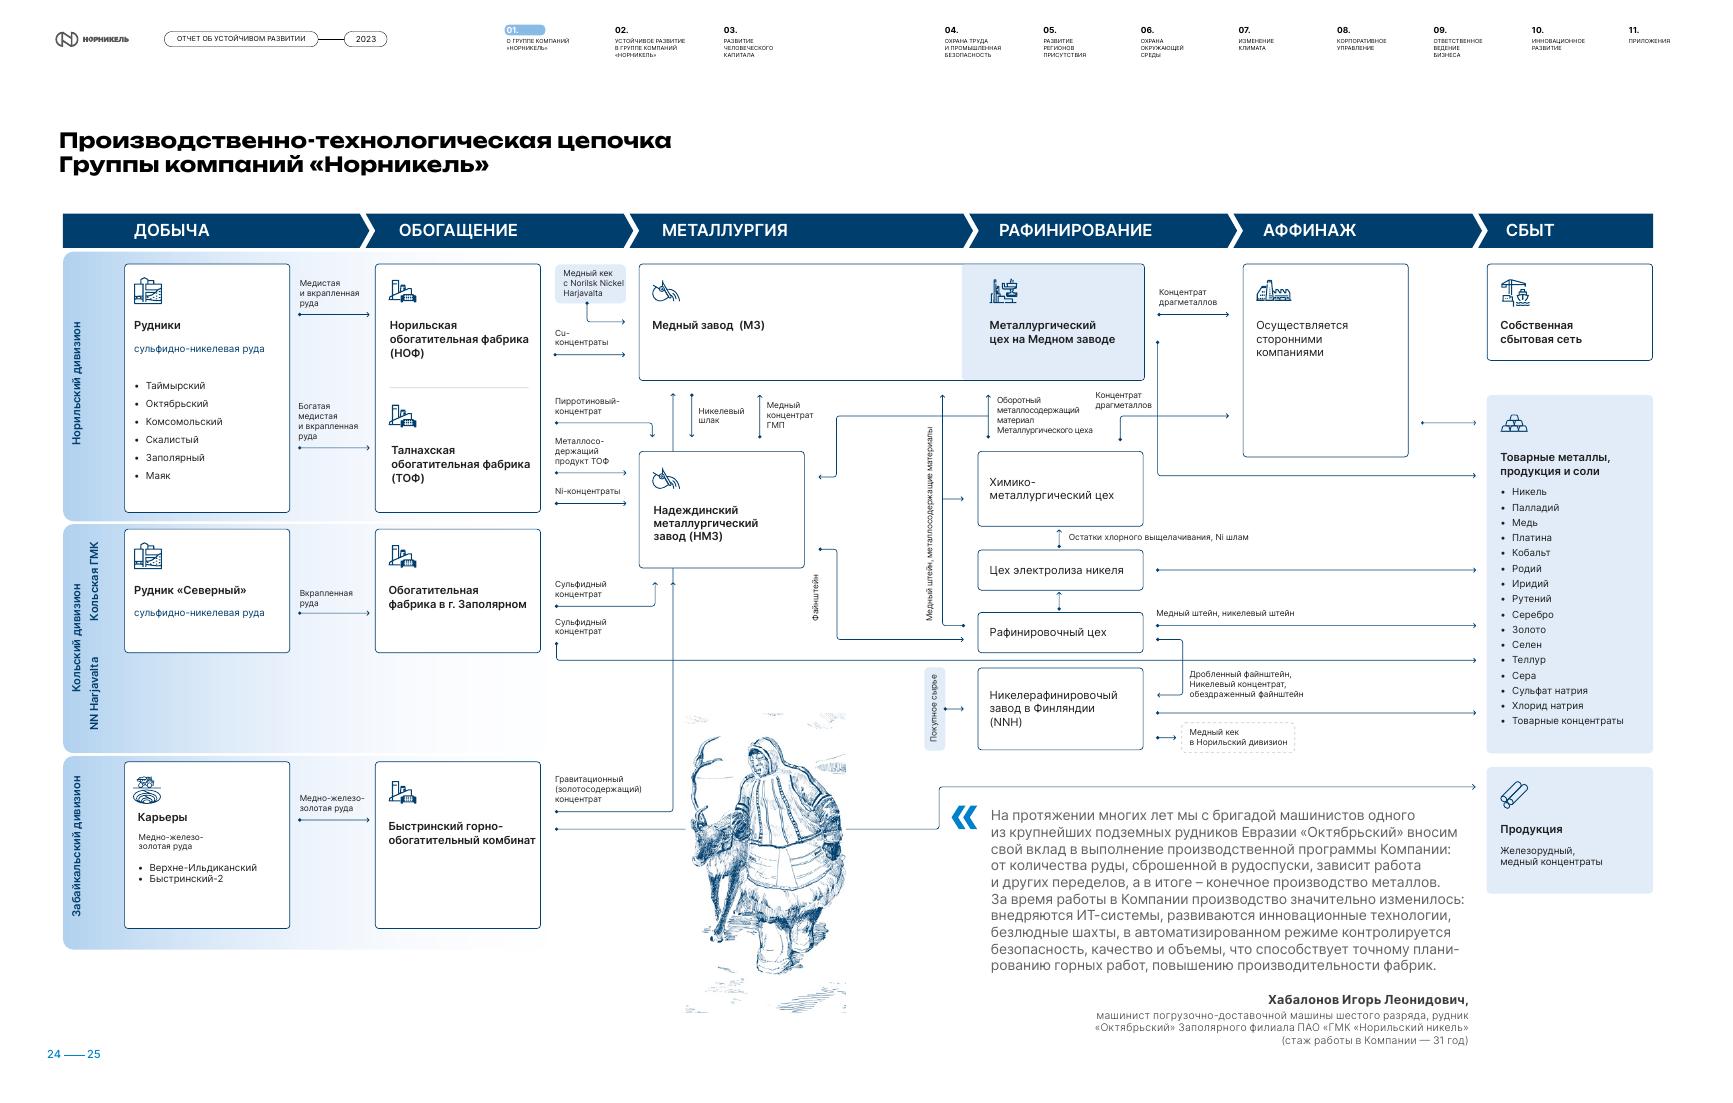 НОРНИКЕЛЬ
ОТЧЕТ ОБ УСТОЙЧИВОМ РАЗВИТИИ
2023
01.
О ГРУППЕ КОМПАНИЙ
«НОРНИКЕЛЬ»
02.
УСТОЙЧИВОЕ РАЗВИТИЕ
В ГРУППЕ КОМПАНИЙ
«НОРНИКЕЛЬ»
03.
РАЗВИТИЕ
ЧЕЛОВЕЧЕСКОГО
КАПИТАЛА
04.
ОХРАНА ТРУДА
И ПРОМЫШЛЕННАЯ
БЕЗОПАСНОСТЬ
05.
РАЗВИТИЕ
РЕГИОНОВ
ПРИСУТСТВИЯ
06.
ОХРАНА
ОКРУЖАЮЩЕЙ
СРЕДЫ
07.
ИЗМЕНЕНИЕ
КЛИМАТА
08.
КОРПОРАТИВНОЕ
УПРАВЛЕНИЕ
09.
ОТВЕТСТВЕННОЕ
ВЕДЕНИЕ
БИЗНЕСА
10.
ИННОВАЦИОННОЕ
РАЗВИТИЕ
11.
ПРИЛОЖЕНИЯ
Производственно-технологическая цепочка
Группы компаний «Норникель»
ДОБЫЧА
ОБОГАЩЕНИЕ
МЕТАЛЛУРГИЯ
РАФИНИРОВАНИЕ
АФФИНАЖ
СБЫТ
Норильский дивизион
Рудники
сульфидно-никелевая руда
• Таймырский
• Октябрьский
• Комсомольский
• Скалистый
• Заполярный
• Маяк
Медистая
и вкрапленная
руда
Богатая
медистая
и вкрапленная
руда
Норильская
обогатительная фабрика
(НОФ)
Талнахская
обогатительная фабрика
(ТОФ)
Медный кек
с Norilsk Nickel
Harjavalta
Cu-
концентраты
Пирротиновый-
концентрат
Металлосо-
держащий
продукт ТОФ
Ni-концентраты
Медный завод (МЗ)
Металлургический
цех на Медном заводе
Никелевый
шлак
Медный
концентрат
ГМП
Надеждинский
металлургический
завод (НМЗ)
Файнштейн
Медный штейн, металлосодержащие материалы
Оборотный
металлосодержащий
материал
Металлургического цеха
Концентрат
драгметаллов
Концентрат
драгметаллов
Осуществляется
сторонними
компаниями
Собственная
сбытовая сеть
Химико-
металлургический цех
Остатки хлорного выщелачивания, Ni шлам
Цех электролиза никеля
Медный штейн, никелевый штейн
Рафинировочный цех
Дробленный файнштейн,
Никелевый концентрат,
обездраженный файнштейн
Покупное сырье
Никелерафинировочый
завод в Финляндии
(NNH)
Медный кек
в Норильский дивизион
Товарные металлы,
продукция и соли
• Никель
• Палладий
• Медь
• Платина
• Кобальт
• Родий
• Иридий
• Рутений
• Серебро
• Золото
• Селен
• Теллур
• Сера
• Сульфат натрия
• Хлорид натрия
• Товарные концентраты
Кольский дивизион
Кольская ГМК
NN Harjavalta
Рудник «Северный»
сульфидно-никелевая руда
Вкрапленная
руда
Обогатительная
фабрика в г. Заполярном
Сульфидный
концентрат
Сульфидный
концентрат
Забайкальский дивизион
Карьеры
Медно-железо-
золотая руда
• Верхне-Ильдиканский
• Быстринский-2
Медно-железо-
золотая руда
Быстринский горно-
обогатительный комбинат
Гравитационный
(золотосодержащий)
концентрат
Продукция
Железорудный,
медный концентраты
«
На протяжении многих лет мы с бригадой машинистов одного
из крупнейших подземных рудников Евразии «Октябрьский» вносим
свой вклад в выполнение производственной программы Компании:
от количества руды, сброшенной в рудоспуски, зависит работа
и других переделов, а в итоге – конечное производство металлов.
За время работы в Компании производство значительно изменилось:
внедряются ИТ-системы, развиваются инновационные технологии,
безлюдные шахты, в автоматизированном режиме контролируется
безопасность, качество и объемы, что способствует точному плани-
рованию горных работ, повышению производительности фабрик.
Хабалонов Игорь Леонидович,
машинист погрузочно-доставочной машины шестого разряда, рудник
«Октябрьский» Заполярного филиала ПАО «ГМК «Норильский никель»
(стаж работы в Компании — 31 год)
24 — 25